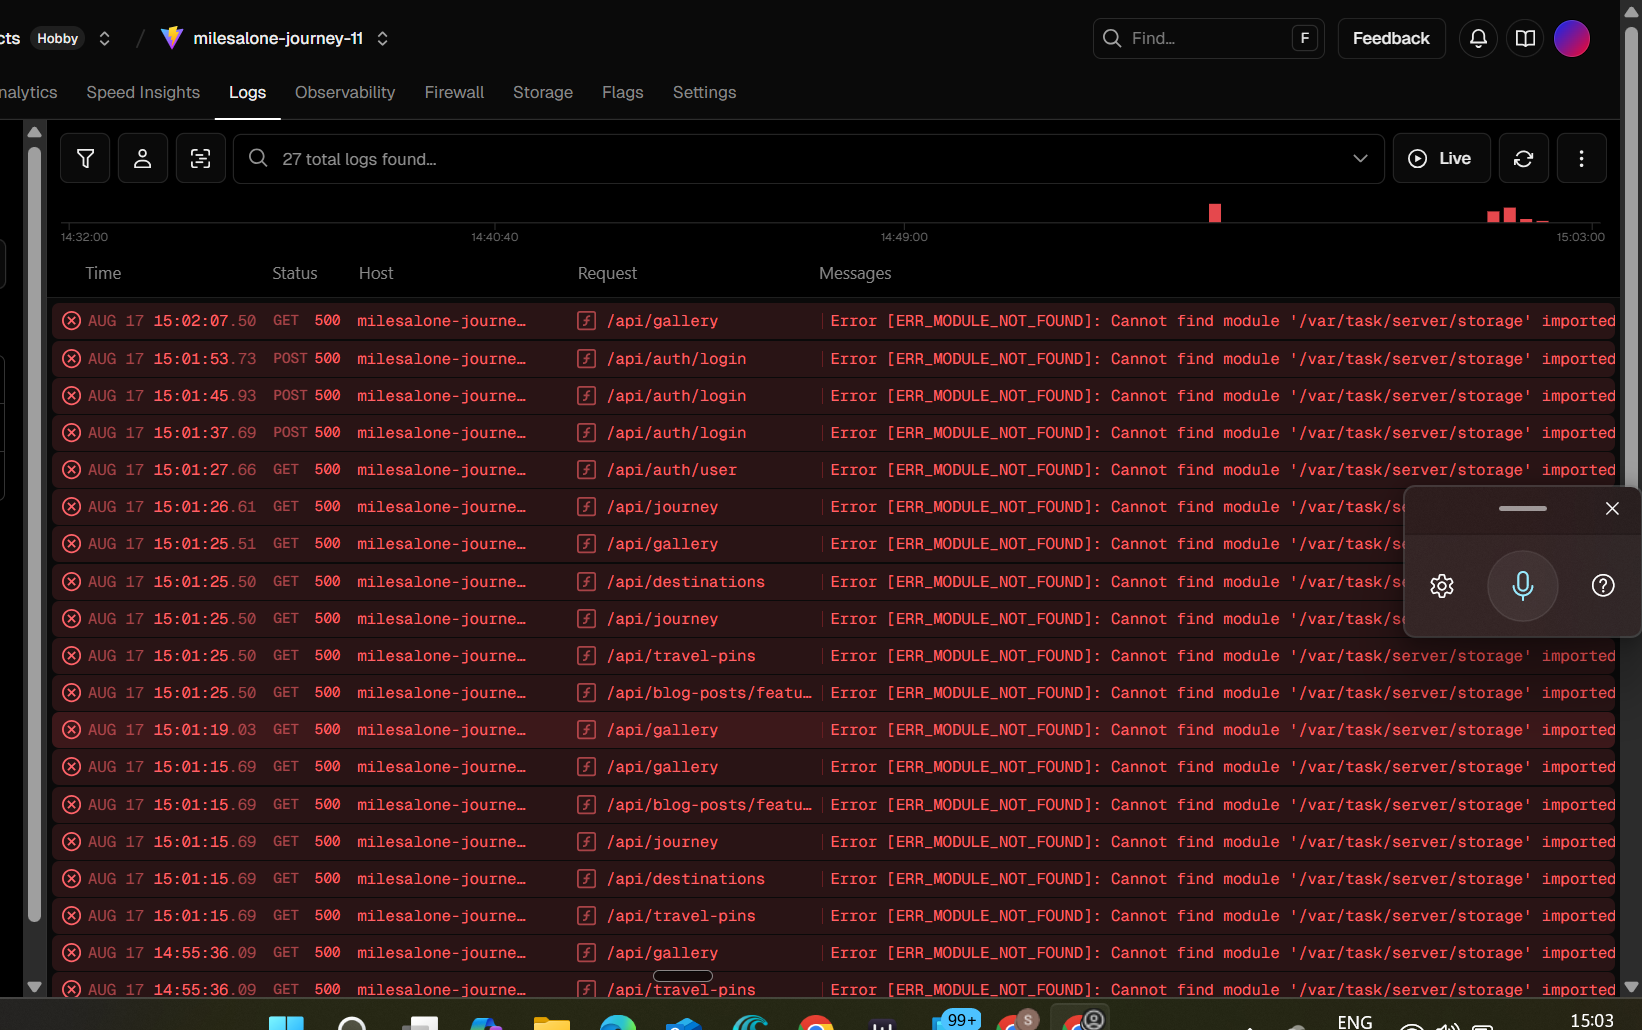 cts Hobby / milesalone-journey-11 Find... F Feedback
nalytics Speed Insights Logs Observability Firewall Storage Flags Settings
27 total logs found... Live
14:32:00 14:40:40 14:49:00 15:03:00
Time Status Host Request Messages
AUG 17 15:02:07.50 GET 500 milesalone-journe… /api/gallery Error [ERR_MODULE_NOT_FOUND]: Cannot find module '/var/task/server/storage' imported
AUG 17 15:01:53.73 POST 500 milesalone-journe… /api/auth/login Error [ERR_MODULE_NOT_FOUND]: Cannot find module '/var/task/server/storage' imported
AUG 17 15:01:45.93 POST 500 milesalone-journe… /api/auth/login Error [ERR_MODULE_NOT_FOUND]: Cannot find module '/var/task/server/storage' imported
AUG 17 15:01:37.69 POST 500 milesalone-journe… /api/auth/login Error [ERR_MODULE_NOT_FOUND]: Cannot find module '/var/task/server/storage' imported
AUG 17 15:01:27.66 GET 500 milesalone-journe… /api/auth/user Error [ERR_MODULE_NOT_FOUND]: Cannot find module '/var/task/server/storage' imported
AUG 17 15:01:26.61 GET 500 milesalone-journe… /api/journey Error [ERR_MODULE_NOT_FOUND]: Cannot find module '/var/task/se
AUG 17 15:01:25.51 GET 500 milesalone-journe… /api/gallery Error [ERR_MODULE_NOT_FOUND]: Cannot find module '/var/task/se
AUG 17 15:01:25.50 GET 500 milesalone-journe… /api/destinations Error [ERR_MODULE_NOT_FOUND]: Cannot find module '/var/task/se
AUG 17 15:01:25.50 GET 500 milesalone-journe… /api/journey Error [ERR_MODULE_NOT_FOUND]: Cannot find module '/var/task/se
AUG 17 15:01:25.50 GET 500 milesalone-journe… /api/travel-pins Error [ERR_MODULE_NOT_FOUND]: Cannot find module '/var/task/server/storage' imported
AUG 17 15:01:25.50 GET 500 milesalone-journe… /api/blog-posts/featu… Error [ERR_MODULE_NOT_FOUND]: Cannot find module '/var/task/server/storage' imported
AUG 17 15:01:19.03 GET 500 milesalone-journe… /api/gallery Error [ERR_MODULE_NOT_FOUND]: Cannot find module '/var/task/server/storage' imported
AUG 17 15:01:15.69 GET 500 milesalone-journe… /api/gallery Error [ERR_MODULE_NOT_FOUND]: Cannot find module '/var/task/server/storage' imported
AUG 17 15:01:15.69 GET 500 milesalone-journe… /api/blog-posts/featu… Error [ERR_MODULE_NOT_FOUND]: Cannot find module '/var/task/server/storage' imported
AUG 17 15:01:15.69 GET 500 milesalone-journe… /api/journey Error [ERR_MODULE_NOT_FOUND]: Cannot find module '/var/task/server/storage' imported
AUG 17 15:01:15.69 GET 500 milesalone-journe… /api/destinations Error [ERR_MODULE_NOT_FOUND]: Cannot find module '/var/task/server/storage' imported
AUG 17 15:01:15.69 GET 500 milesalone-journe… /api/travel-pins Error [ERR_MODULE_NOT_FOUND]: Cannot find module '/var/task/server/storage' imported
AUG 17 14:55:36.09 GET 500 milesalone-journe… /api/gallery Error [ERR_MODULE_NOT_FOUND]: Cannot find module '/var/task/server/storage' imported
AUG 17 14:55:36.09 GET 500 milesalone-journe… /api/travel-pins Error [ERR_MODULE_NOT_FOUND]: Cannot find module '/var/task/server/storage' imported
99+ S ENG 15:03